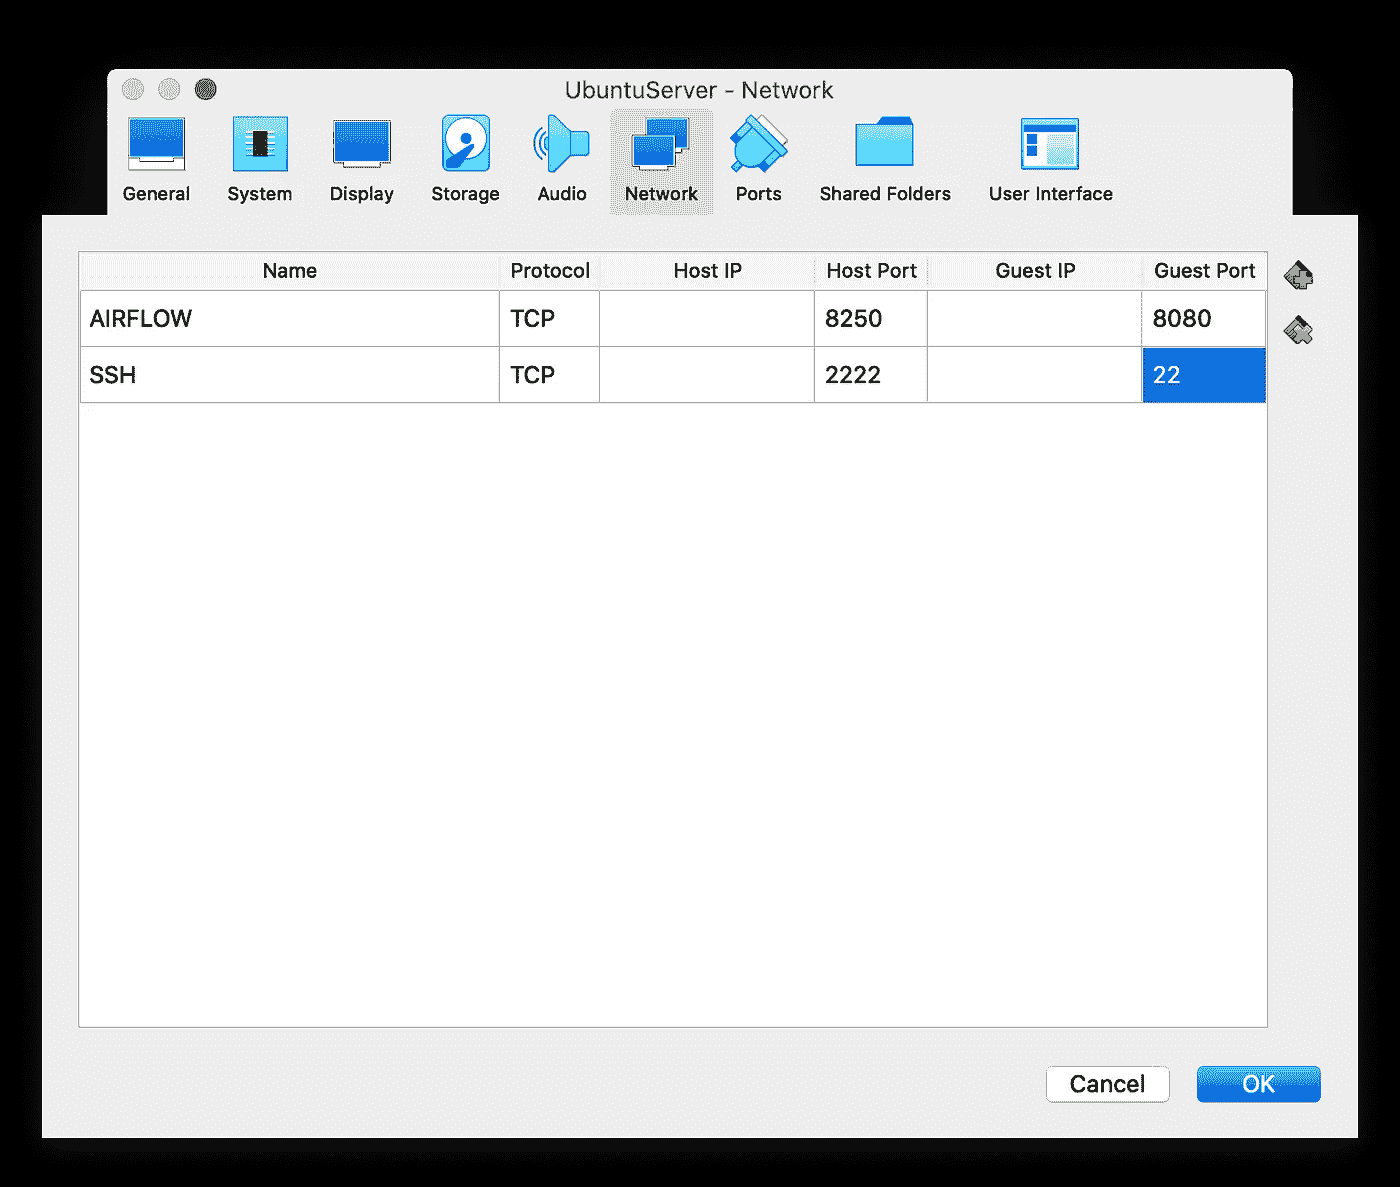 UbuntuServer - Network
General System Display Storage Audio Network Ports Shared Folders User Interface
Name Protocol Host IP Host Port Guest IP Guest Port
AIRFLOW TCP 8250 8080
SSH TCP 2222 22
Cancel OK